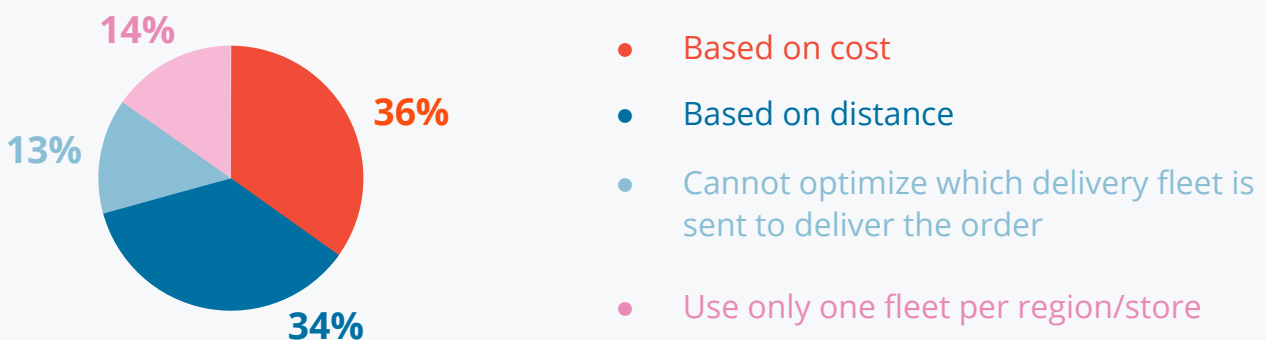 14%
36%
13%
34%
● Based on cost
● Based on distance
● Cannot optimize which delivery fleet is
sent to deliver the order
● Use only one fleet per region/store